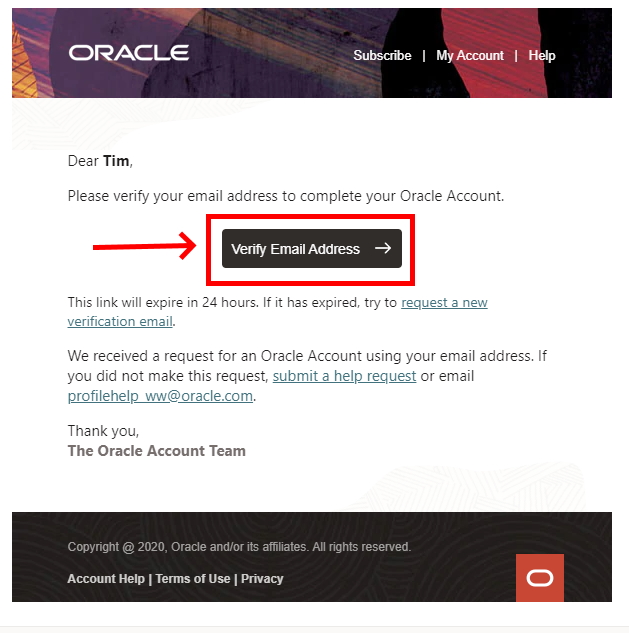 ORACLE
Subscribe | My Account | Help
Dear Tim,
Please verify your email address to complete your Oracle Account.
Verify Email Address
This link will expire in 24 hours. If it has expired, try to request a new
verification email.
We received a request for an Oracle Account using your email address. If
you did not make this request, submit a help request or email
profilehelp_ww@oracle.com.
Thank you,
The Oracle Account Team
Copyright @ 2020, Oracle and/or its affiliates. All rights reserved.
Account Help | Terms of Use | Privacy